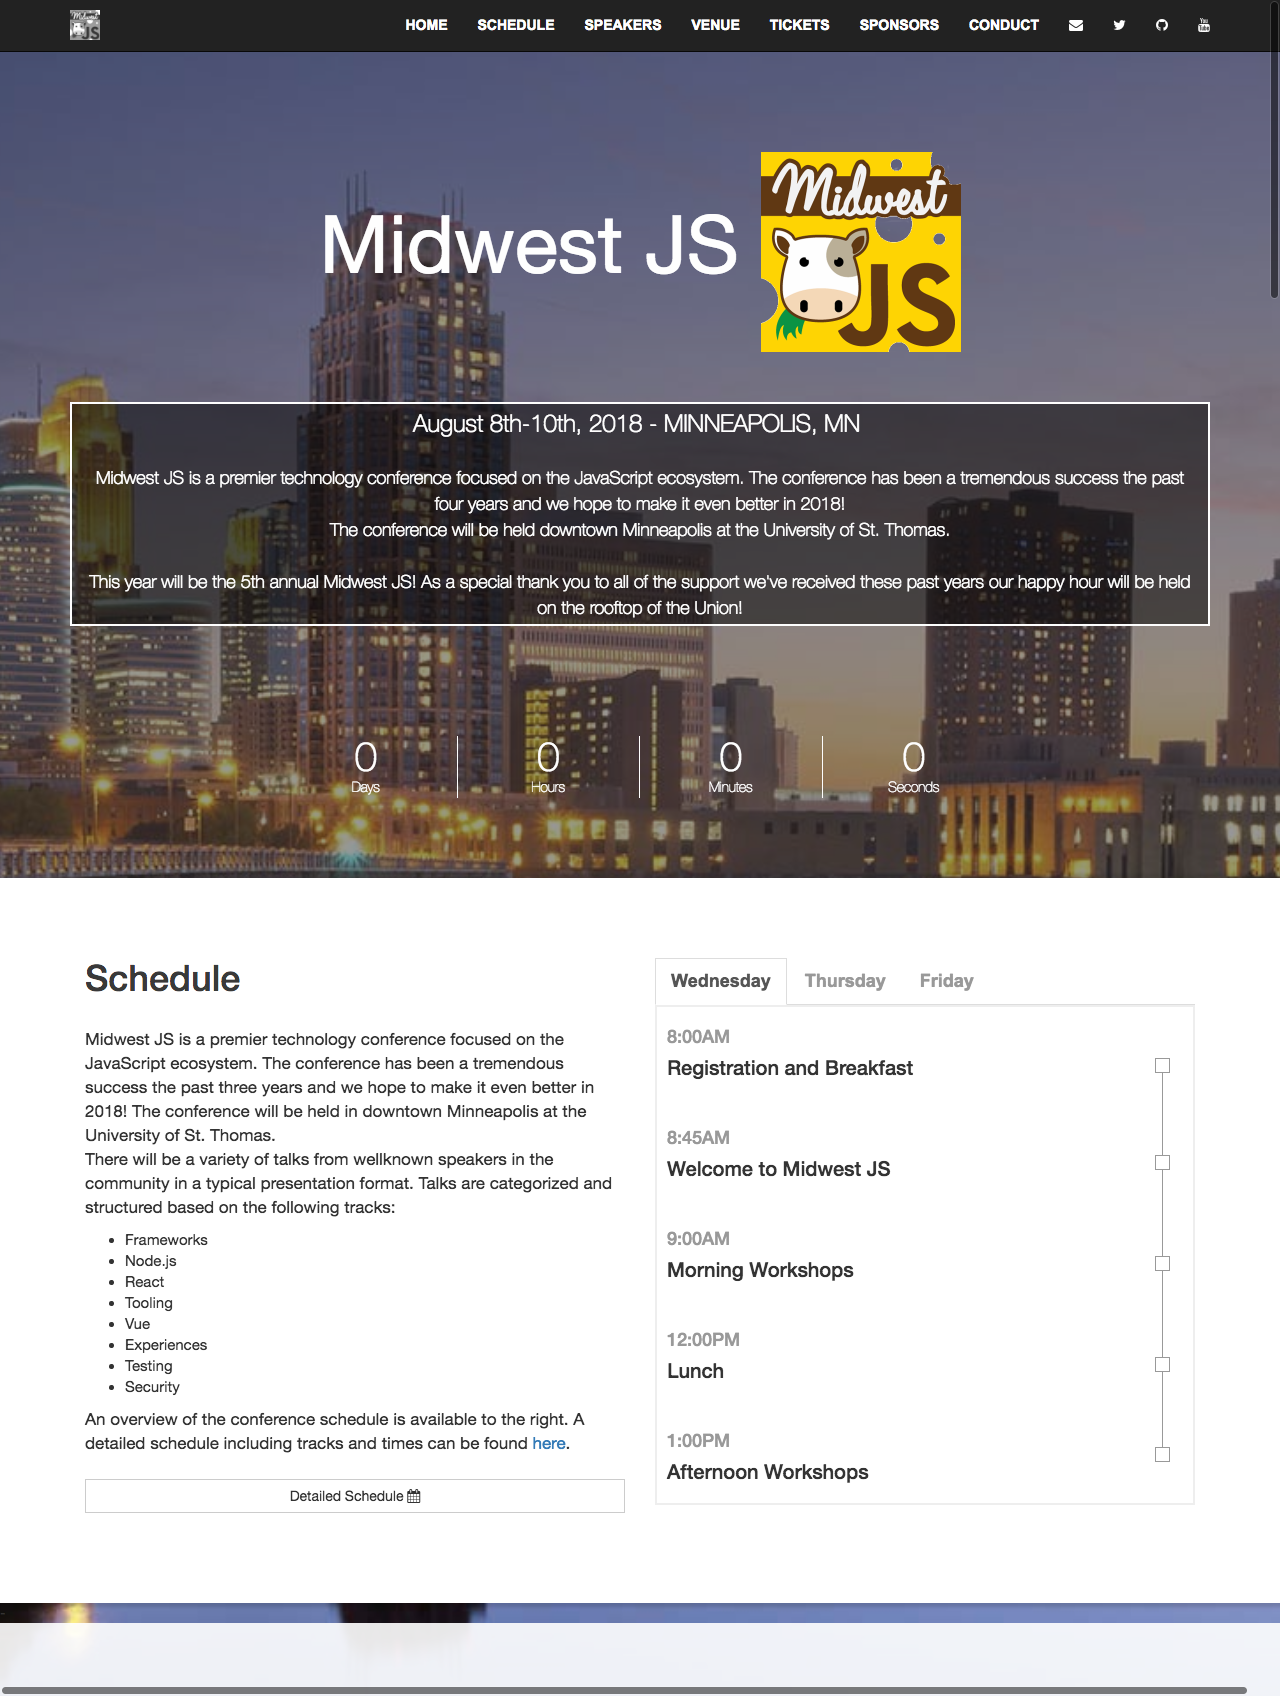 Midwest JS
HOME SCHEDULE SPEAKERS VENUE TICKETS SPONSORS CONDUCT You Tube
Midwest JS
Midwest
JS
August 8th-10th, 2018 - MINNEAPOLIS, MN
Midwest JS is a premier technology conference focused on the JavaScript ecosystem. The conference has been a tremendous success the past
four years and we hope to make it even better in 2018!
The conference will be held downtown Minneapolis at the University of St. Thomas.
This year will be the 5th annual Midwest JS! As a special thank you to all of the support we've received these past years our happy hour will be held
on the rooftop of the Union!
0 0 0 0
Days Hours Minutes Seconds
Schedule
Midwest JS is a premier technology conference focused on the
JavaScript ecosystem. The conference has been a tremendous
success the past three years and we hope to make it even better in
2018! The conference will be held in downtown Minneapolis at the
University of St. Thomas.
There will be a variety of talks from wellknown speakers in the
community in a typical presentation format. Talks are categorized and
structured based on the following tracks:
• Frameworks
• Node.js
• React
• Tooling
• Vue
• Experiences
• Testing
• Security
An overview of the conference schedule is available to the right. A
detailed schedule including tracks and times can be found here.
Detailed Schedule
Wednesday Thursday Friday
8:00AM
Registration and Breakfast
8:45AM
Welcome to Midwest JS
9:00AM
Morning Workshops
12:00PM
Lunch
1:00PM
Afternoon Workshops